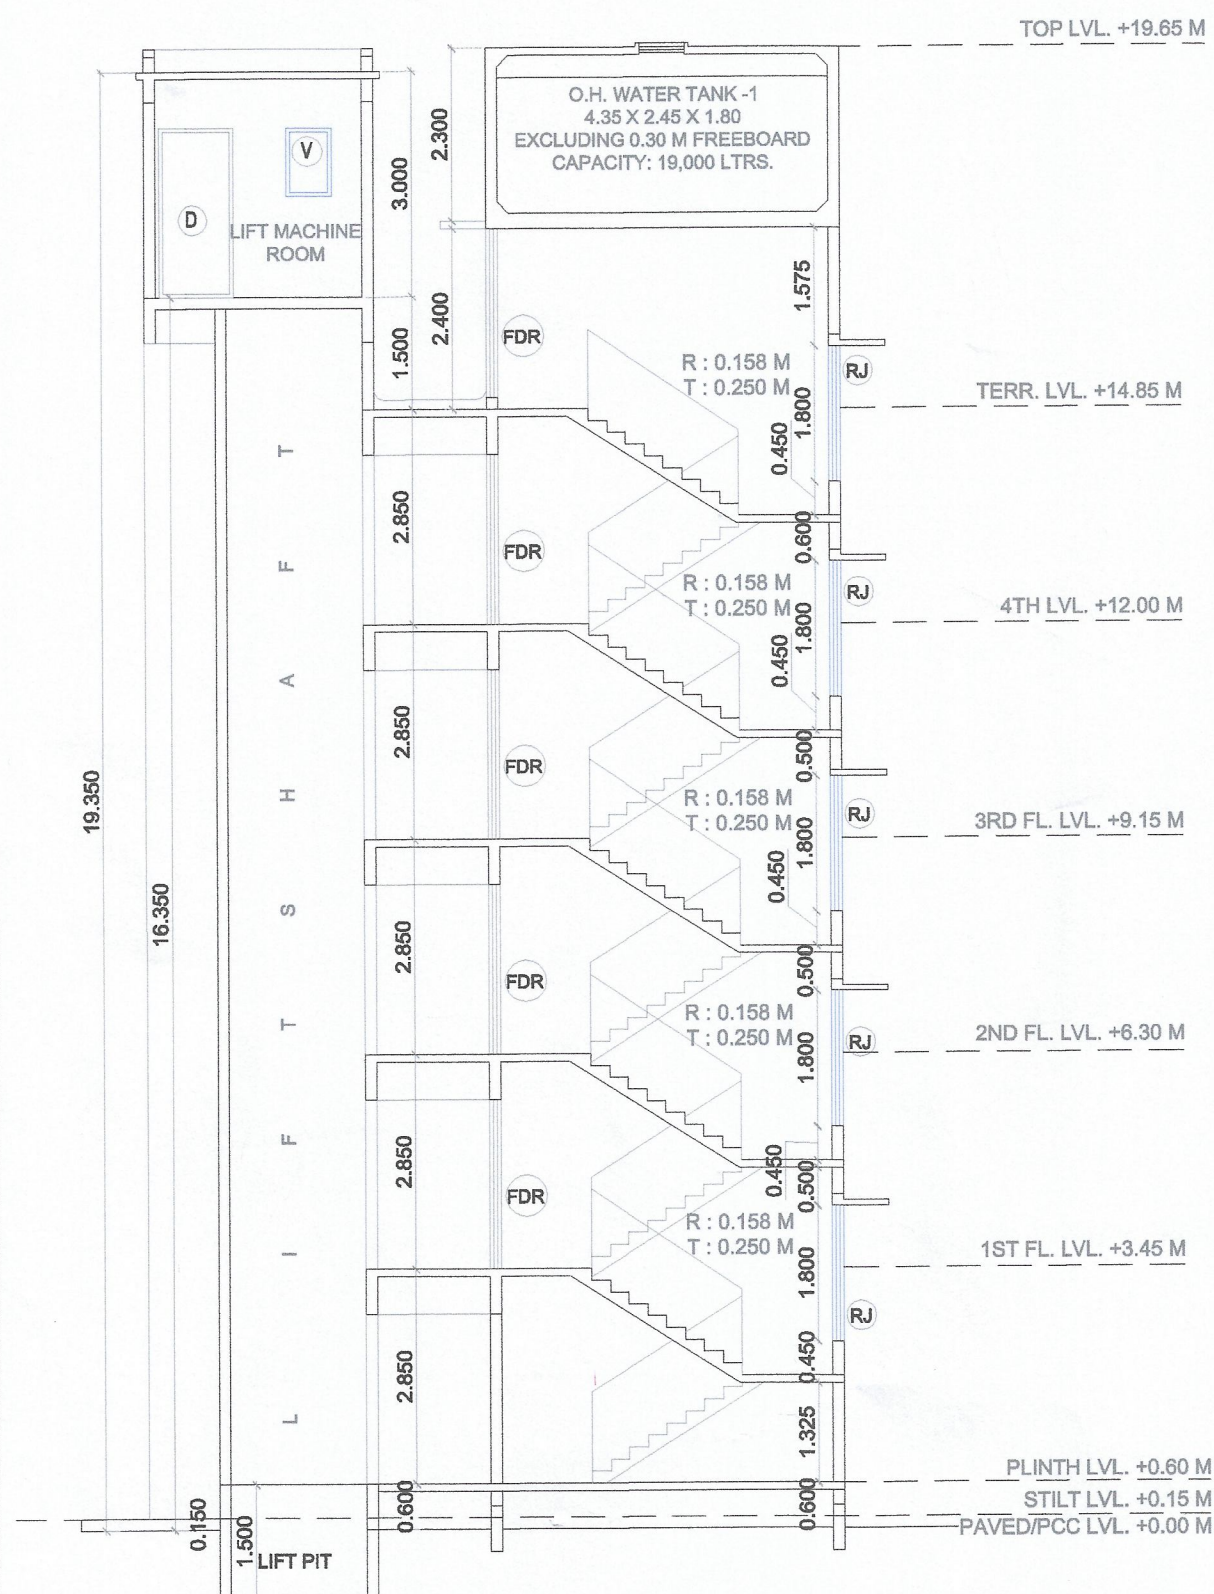 TOP LVL. +19.65 M
O.H. WATER TANK -1
4.35 X 2.45 X 1.80
EXCLUDING 0.30 M FREEBOARD
CAPACITY: 19,000 LTRS.
2.300
3.000
V
D
LIFT MACHINE
ROOM
1.575
2.400
1.500
FDR
R : 0.158 M
T : 0.250 M
RJ
TERR. LVL. +14.85 M
1.800
0.450
2.850
0.600
FDR
R : 0.158 M
T : 0.250 M
RJ
4TH LVL. +12.00 M
1.800
0.450
2.850
0.500
FDR
R : 0.158 M
T : 0.250 M
RJ
3RD FL. LVL. +9.15 M
1.800
0.450
19.350
16.350
LIFT SHAFT
2.850
0.500
FDR
R : 0.158 M
T : 0.250 M
RJ
2ND FL. LVL. +6.30 M
1.800
0.450
2.850
0.500
FDR
R : 0.158 M
T : 0.250 M
1ST FL. LVL. +3.45 M
1.800
RJ
0.450
2.850
1.325
PLINTH LVL. +0.60 M
STILT LVL. +0.15 M
PAVED/PCC LVL. +0.00 M
0.600
0.600
0.150
1.500
LIFT PIT